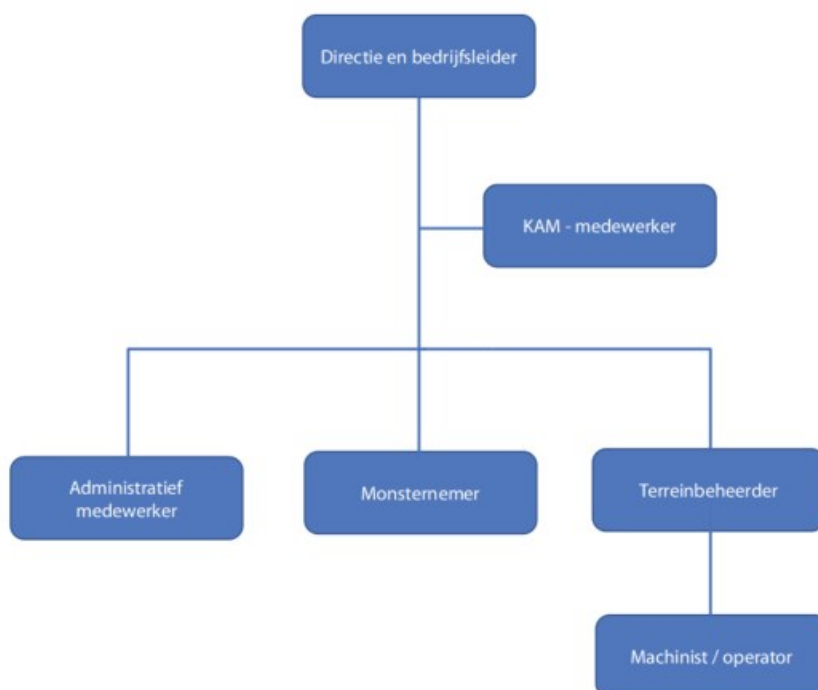 Directie en bedrijfsleider
KAM - medewerker
Administratief
medewerker
Monsternemer
Terreinbeheerder
Machinist / operator